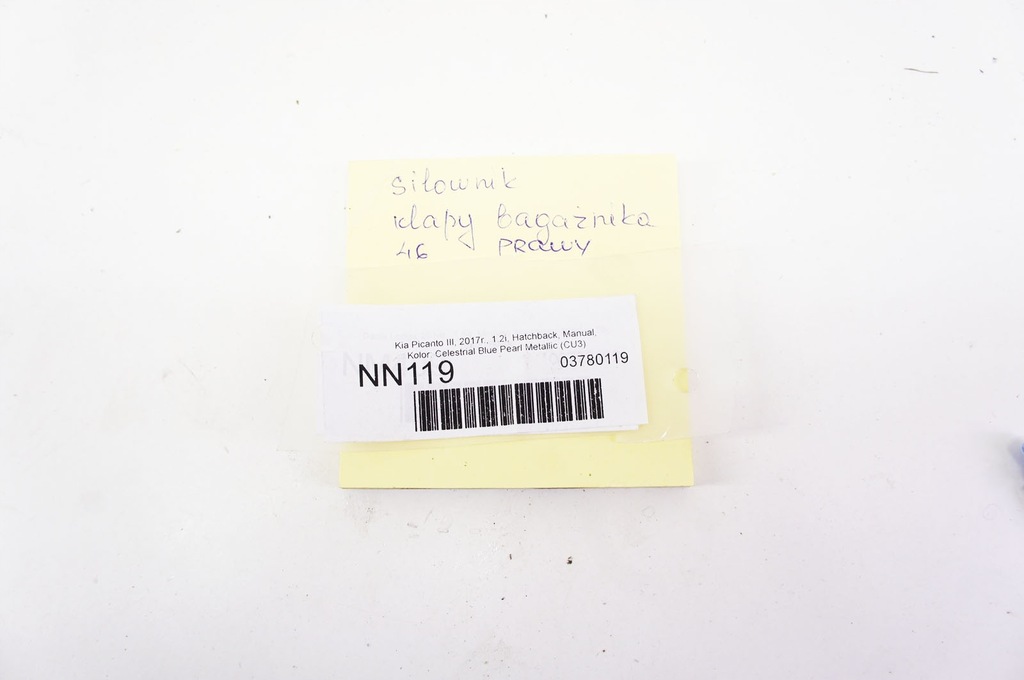 siłownik
klapy bagażnika
46 PRAWY
Kia Picanto III, 2017r., 1.2i, Hatchback, Manual,
Kolor: Celestrial Blue Pearl Metallic (CU3)
NN119 03780119